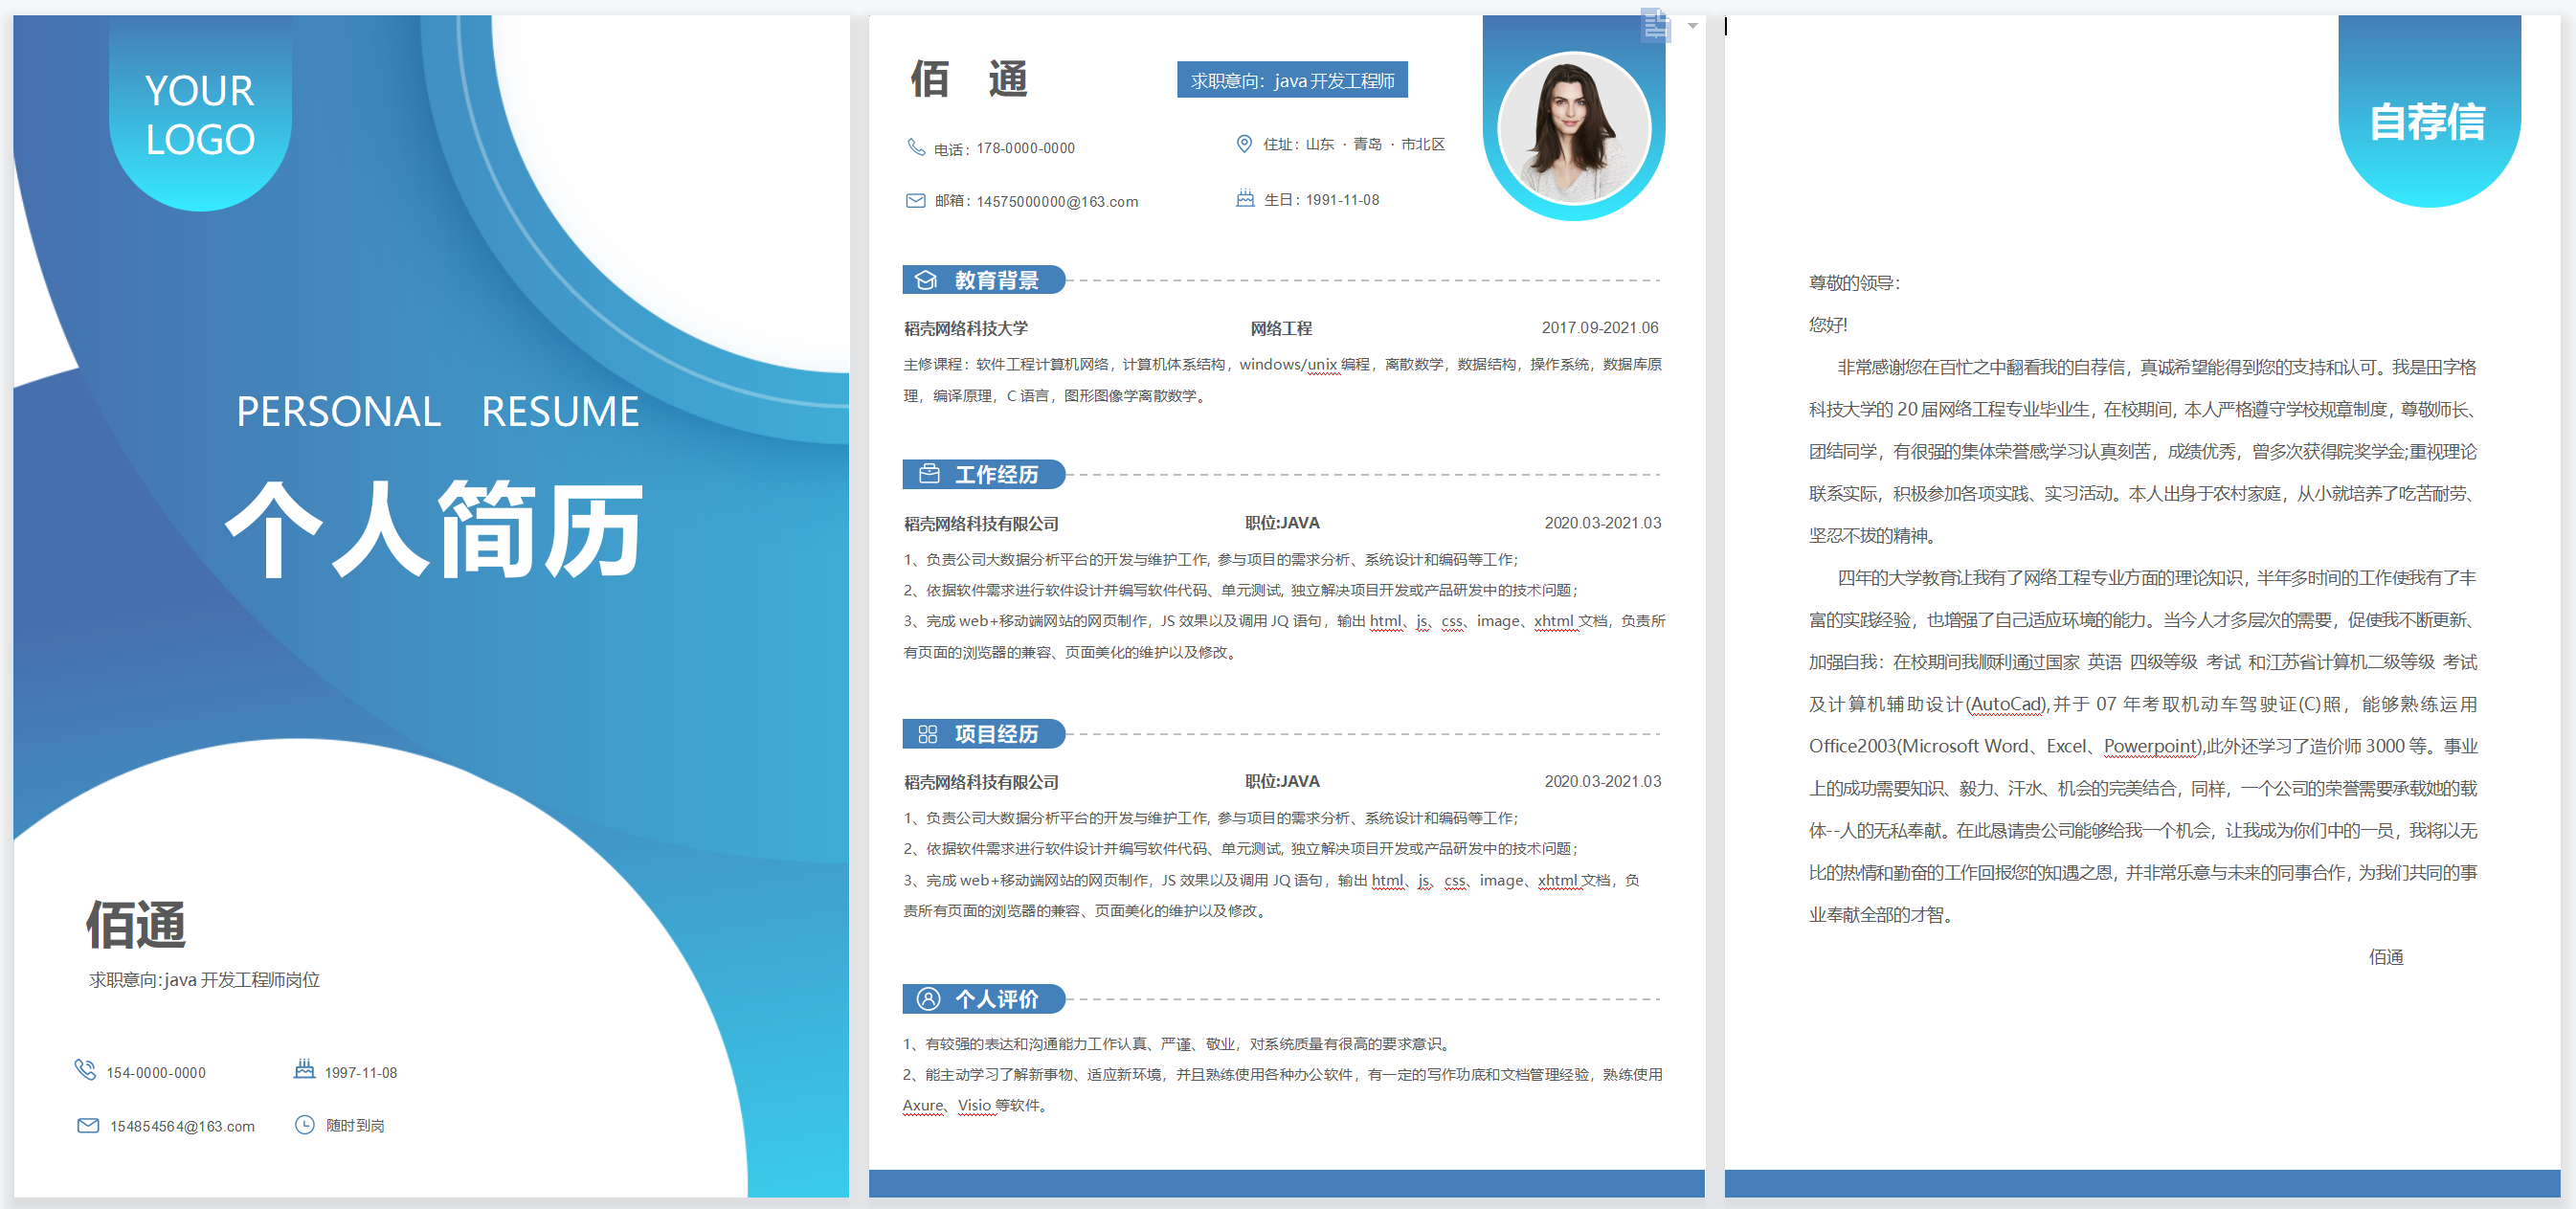 YOUR
LOGO
PERSONAL RESUME
个人简历
佰通
求职意向:java 开发工程师岗位
154-0000-0000
1997-11-08
154854564@163.com
随时到岗
佰 通
求职意向：java 开发工程师
电话：178-0000-0000
住址：山东 · 青岛 · 市北区
邮箱：14575000000@163.com
生日：1991-11-08
教育背景
稻壳网络科技大学 网络工程 2017.09-2021.06
主修课程：软件工程计算机网络，计算机体系结构，windows/unix 编程，离散数学，数据结构，操作系统，数据库原
理，编译原理，C 语言，图形图像学离散数学。
工作经历
稻壳网络科技有限公司 职位:JAVA 2020.03-2021.03
1、负责公司大数据分析平台的开发与维护工作, 参与项目的需求分析、系统设计和编码等工作；
2、依据软件需求进行软件设计并编写软件代码、单元测试, 独立解决项目开发或产品研发中的技术问题；
3、完成 web+移动端网站的网页制作，JS 效果以及调用 JQ 语句，输出 html、js、css、image、xhtml 文档，负责所
有页面的浏览器的兼容、页面美化的维护以及修改。
项目经历
稻壳网络科技有限公司 职位:JAVA 2020.03-2021.03
1、负责公司大数据分析平台的开发与维护工作, 参与项目的需求分析、系统设计和编码等工作；
2、依据软件需求进行软件设计并编写软件代码、单元测试, 独立解决项目开发或产品研发中的技术问题；
3、完成 web+移动端网站的网页制作，JS 效果以及调用 JQ 语句，输出 html、js、css、image、xhtml 文档，负
责所有页面的浏览器的兼容、页面美化的维护以及修改。
个人评价
1、有较强的表达和沟通能力工作认真、严谨、敬业，对系统质量有很高的要求意识。
2、能主动学习了解新事物、适应新环境，并且熟练使用各种办公软件，有一定的写作功底和文档管理经验，熟练使用
Axure、Visio 等软件。
自荐信
尊敬的领导：
您好!
非常感谢您在百忙之中翻看我的自荐信，真诚希望能得到您的支持和认可。我是田字格
科技大学的 20 届网络工程专业毕业生，在校期间, 本人严格遵守学校规章制度，尊敬师长、
团结同学，有很强的集体荣誉感;学习认真刻苦，成绩优秀，曾多次获得院奖学金;重视理论
联系实际，积极参加各项实践、实习活动。本人出身于农村家庭，从小就培养了吃苦耐劳、
坚忍不拔的精神。
四年的大学教育让我有了网络工程专业方面的理论知识，半年多时间的工作使我有了丰
富的实践经验，也增强了自己适应环境的能力。当今人才多层次的需要，促使我不断更新、
加强自我：在校期间我顺利通过国家 英语 四级等级 考试 和江苏省计算机二级等级 考试
及计算机辅助设计(AutoCad),并于 07 年考取机动车驾驶证(C)照，能够熟练运用
Office2003(Microsoft Word、Excel、Powerpoint),此外还学习了造价师 3000 等。事业
上的成功需要知识、毅力、汗水、机会的完美结合，同样，一个公司的荣誉需要承载她的载
体--人的无私奉献。在此恳请贵公司能够给我一个机会，让我成为你们中的一员，我将以无
比的热情和勤奋的工作回报您的知遇之恩，并非常乐意与未来的同事合作，为我们共同的事
业奉献全部的才智。
佰通